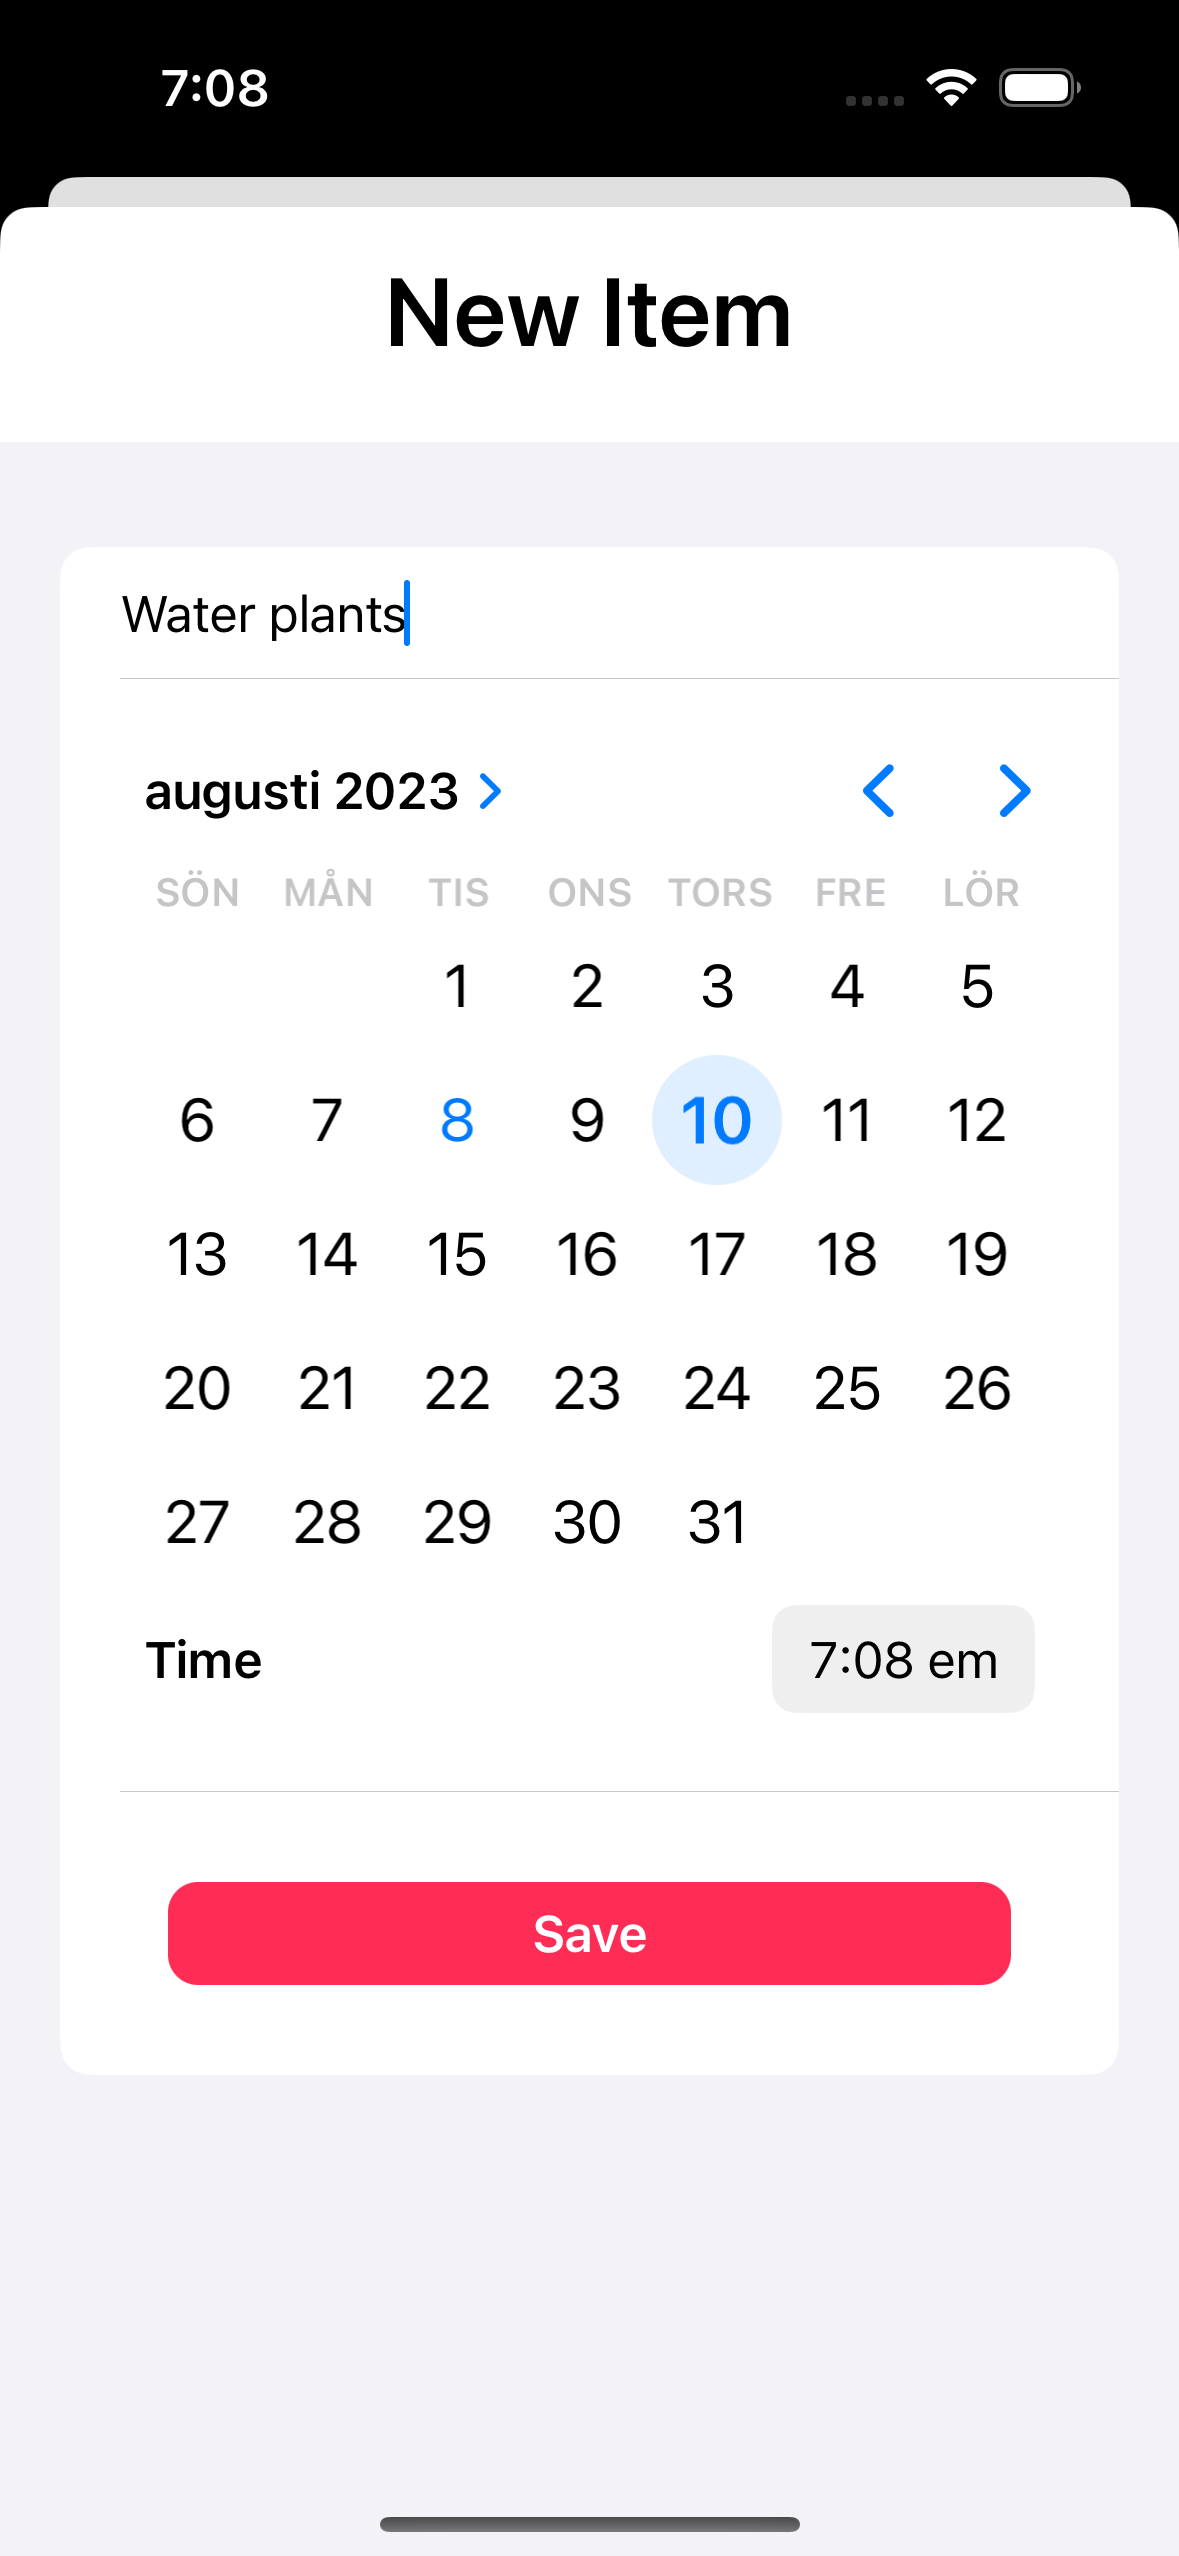 7:08
New Item
Water plants
augusti 2023
SÖN MÅN TIS ONS TORS FRE LÖR
1 2 3 4 5
6 7 8 9 10 11 12
13 14 15 16 17 18 19
20 21 22 23 24 25 26
27 28 29 30 31
Time 7:08 em
Save